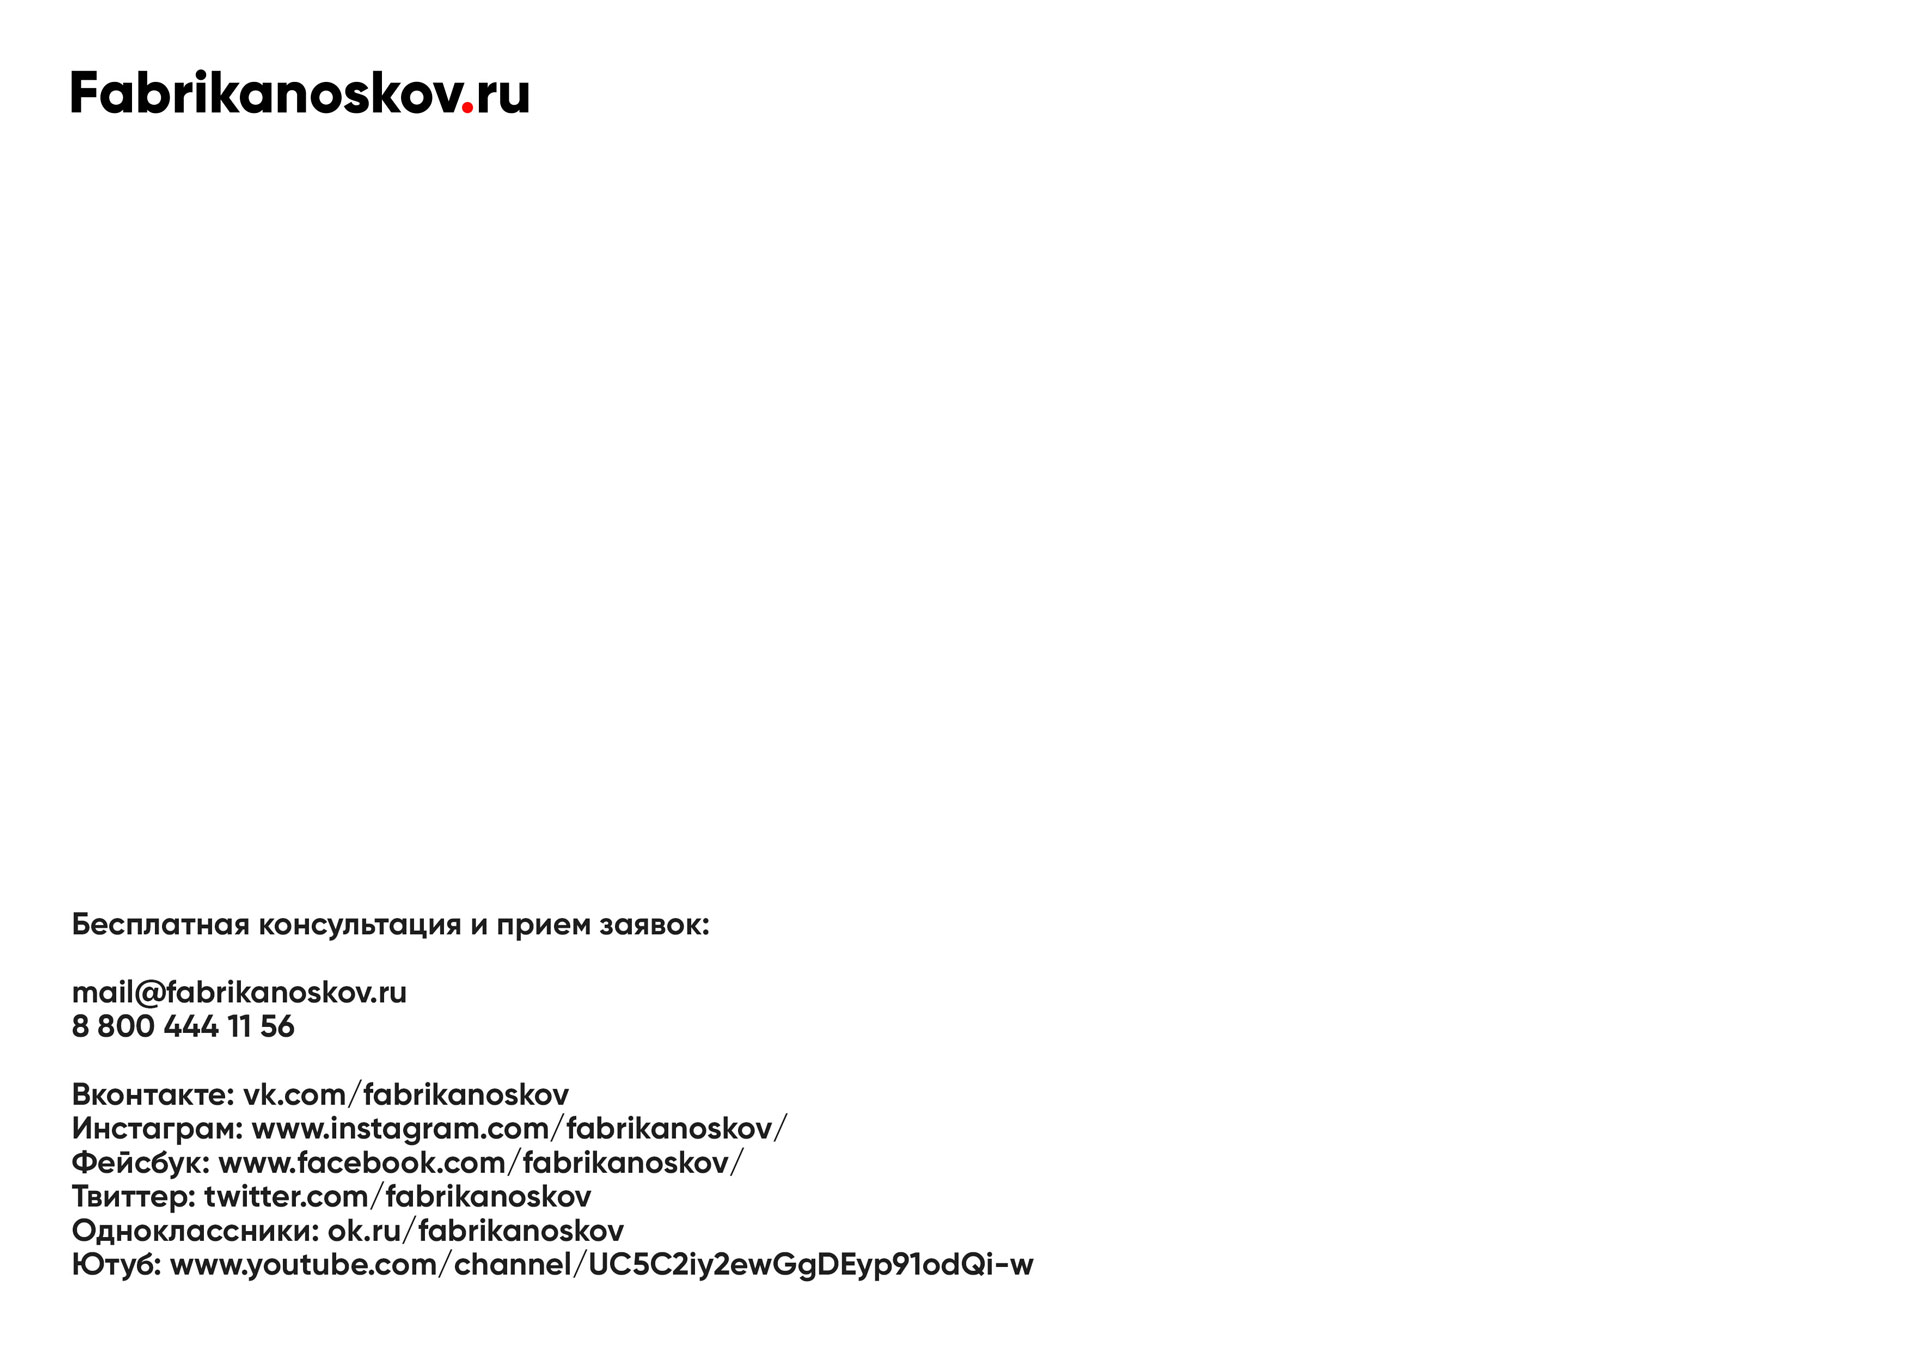 Fabrikanoskov.ru
Бесплатная консультация и прием заявок:
mail@fabrikanoskov.ru
8 800 444 11 56
Вконтакте: vk.com/fabrikanoskov
Инстаграм: www.instagram.com/fabrikanoskov/
Фейсбук: www.facebook.com/fabrikanoskov/
Твиттер: twitter.com/fabrikanoskov
Одноклассники: ok.ru/fabrikanoskov
Ютуб: www.youtube.com/channel/UC5C2iy2ewGgDEyp91odQi-w